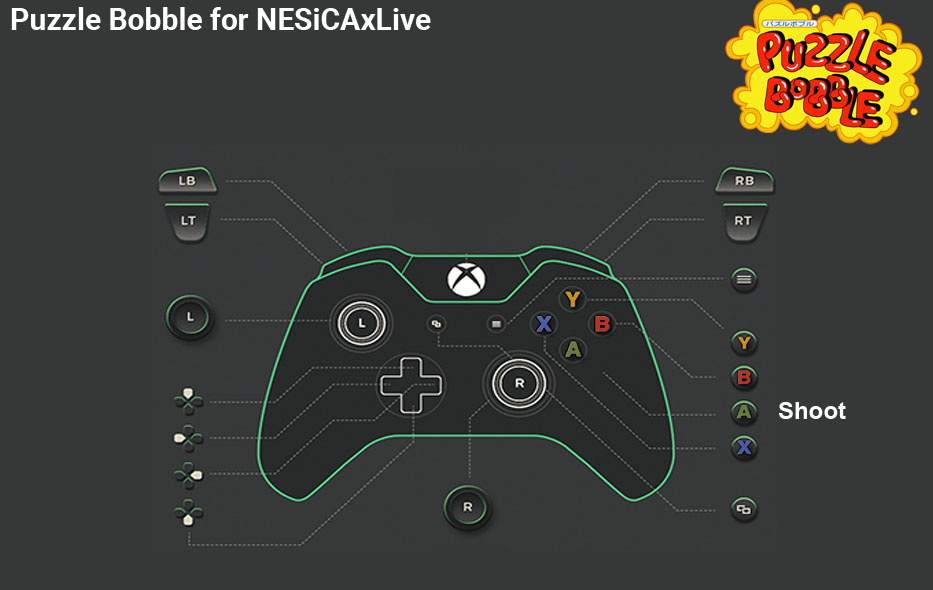 Puzzle Bobble for NESiCAxLive
パズルボブル
PUZZLE
BOBBLE
LB
RB
LT
RT
L
L
Y
X
B
A
R
Y
B
A Shoot
X
R